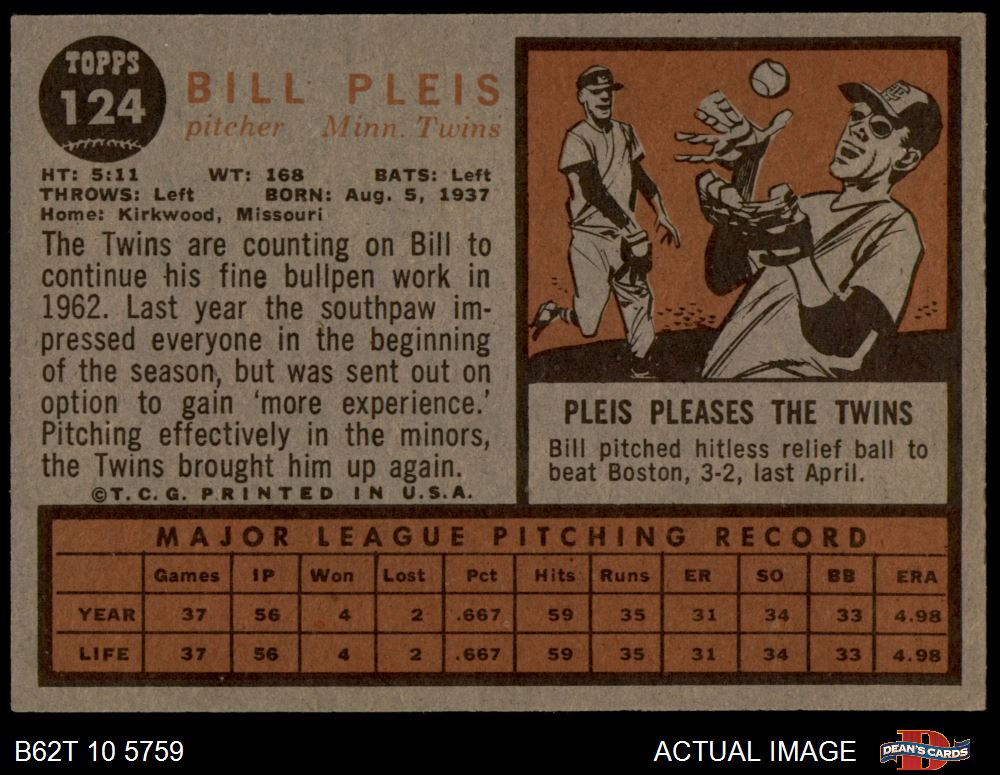 TOPPS
124
BILL PLEIS
pitcher Minn. Twins
HT: 5:11 WT: 168 BATS: Left
THROWS: Left BORN: Aug. 5, 1937
Home: Kirkwood, Missouri
The Twins are counting on Bill to
continue his fine bullpen work in
1962. Last year the southpaw im-
pressed everyone in the beginning
of the season, but was sent out on
option to gain ‘more experience.’
Pitching effectively in the minors,
the Twins brought him up again.
©T.C.G. PRINTED IN U.S.A.
PLEIS PLEASES THE TWINS
Bill pitched hitless relief ball to
beat Boston, 3-2, last April.
MAJOR LEAGUE PITCHING RECORD
Games IP Won Lost Pct Hits Runs ER SO BB ERA
YEAR 37 56 4 2 .667 59 35 31 34 33 4.98
LIFE 37 56 4 2 .667 59 35 31 34 33 4.98
B62T 10 5759
ACTUAL IMAGE
DEAN'S CARDS